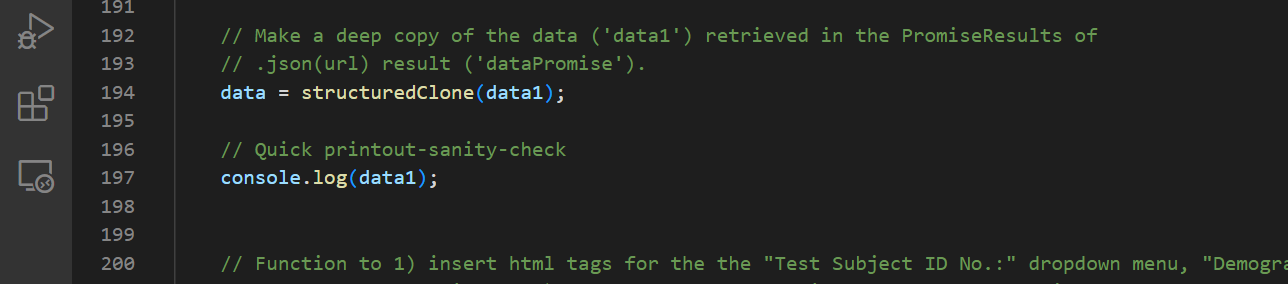 191
192 // Make a deep copy of the data ('data1') retrieved in the PromiseResults of
193 // .json(url) result ('dataPromise').
194 data = structuredClone(data1);
195
196 // Quick printout-sanity-check
197 console.log(data1);
198
199
200 // Function to 1) insert html tags for the the "Test Subject ID No.:" dropdown menu, "Demogra